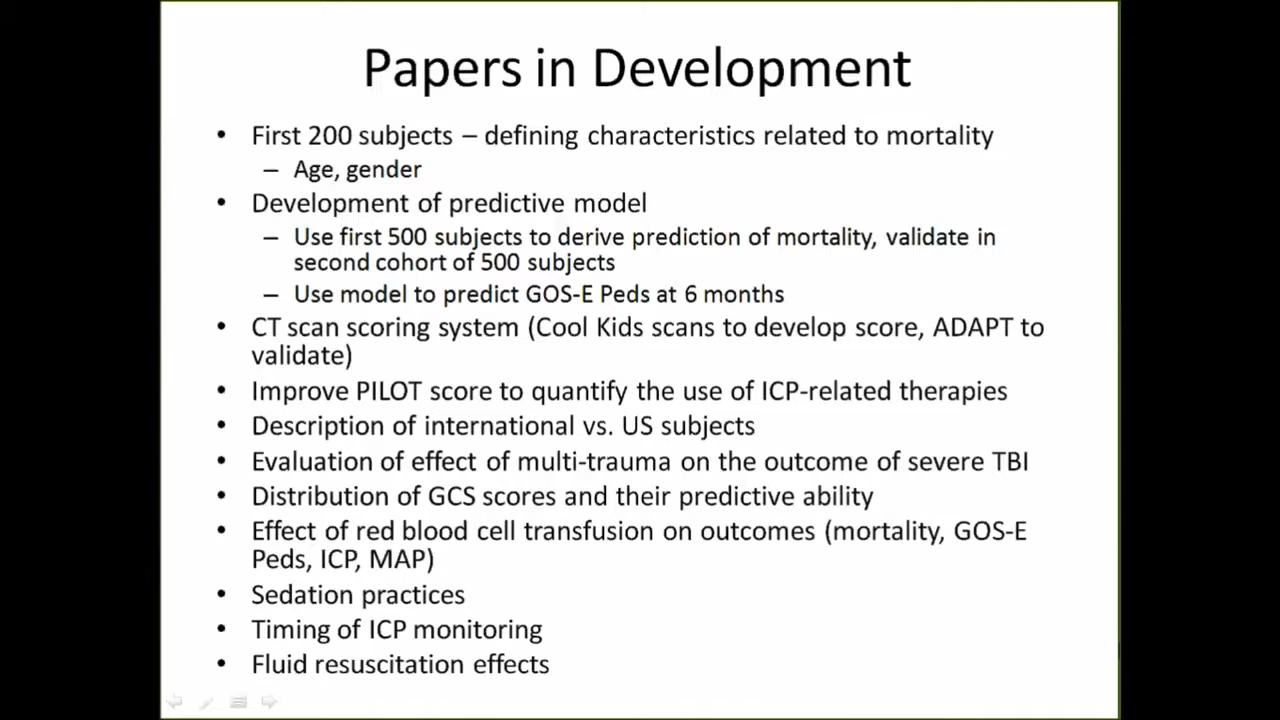 Papers in Development
• First 200 subjects – defining characteristics related to mortality
– Age, gender
• Development of predictive model
– Use first 500 subjects to derive prediction of mortality, validate in
second cohort of 500 subjects
– Use model to predict GOS-E Peds at 6 months
• CT scan scoring system (Cool Kids scans to develop score, ADAPT to
validate)
• Improve PILOT score to quantify the use of ICP-related therapies
• Description of international vs. US subjects
• Evaluation of effect of multi-trauma on the outcome of severe TBI
• Distribution of GCS scores and their predictive ability
• Effect of red blood cell transfusion on outcomes (mortality, GOS-E
Peds, ICP, MAP)
• Sedation practices
• Timing of ICP monitoring
• Fluid resuscitation effects